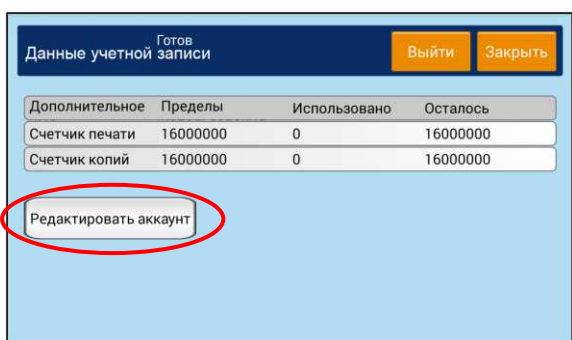 Готов
Данные учетной записи
Выйти
Закрыть
Дополнительное Пределы Использовано Осталось
Счетчик печати 16000000 0 16000000
Счетчик копий 16000000 0 16000000
Редактировать аккаунт